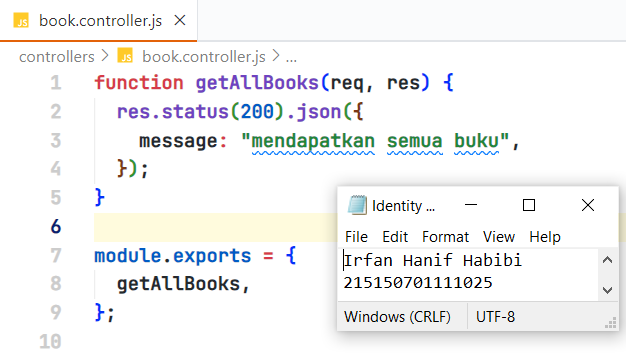 JS book.controller.js ×
controllers > JS book.controller.js > ...
1 function getAllBooks(req, res) {
2 res.status(200).json({
3 message: "mendapatkan semua buku",
4 });
5 }
6
7 module.exports = {
8 getAllBooks,
9 };
10
Identity ...
File Edit Format View Help
Irfan Hanif Habibi
215150701111025
Windows (CRLF) UTF-8